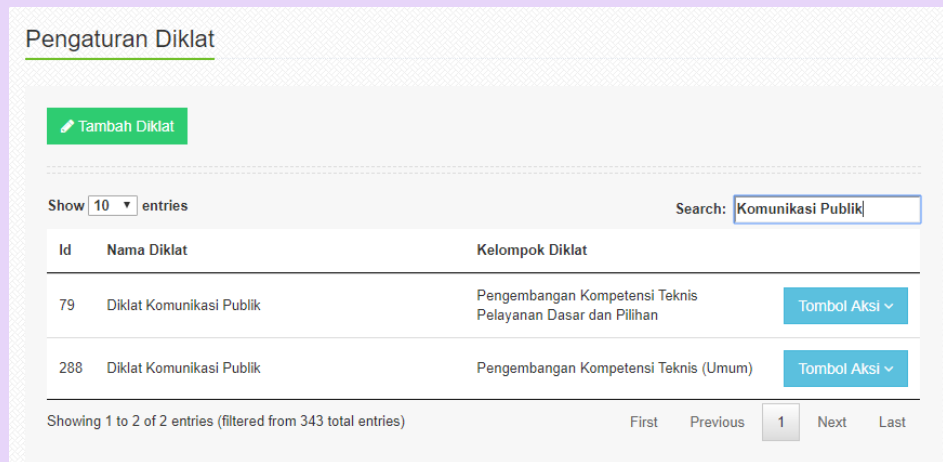 Pengaturan Diklat
Tambah Diklat
Show 10 entries
Search: Komunikasi Publik
Id Nama Diklat Kelompok Diklat
79 Diklat Komunikasi Publik Pengembangan Kompetensi Teknis Pelayanan Dasar dan Pilihan Tombol Aksi
288 Diklat Komunikasi Publik Pengembangan Kompetensi Teknis (Umum) Tombol Aksi
Showing 1 to 2 of 2 entries (filtered from 343 total entries)
First Previous 1 Next Last